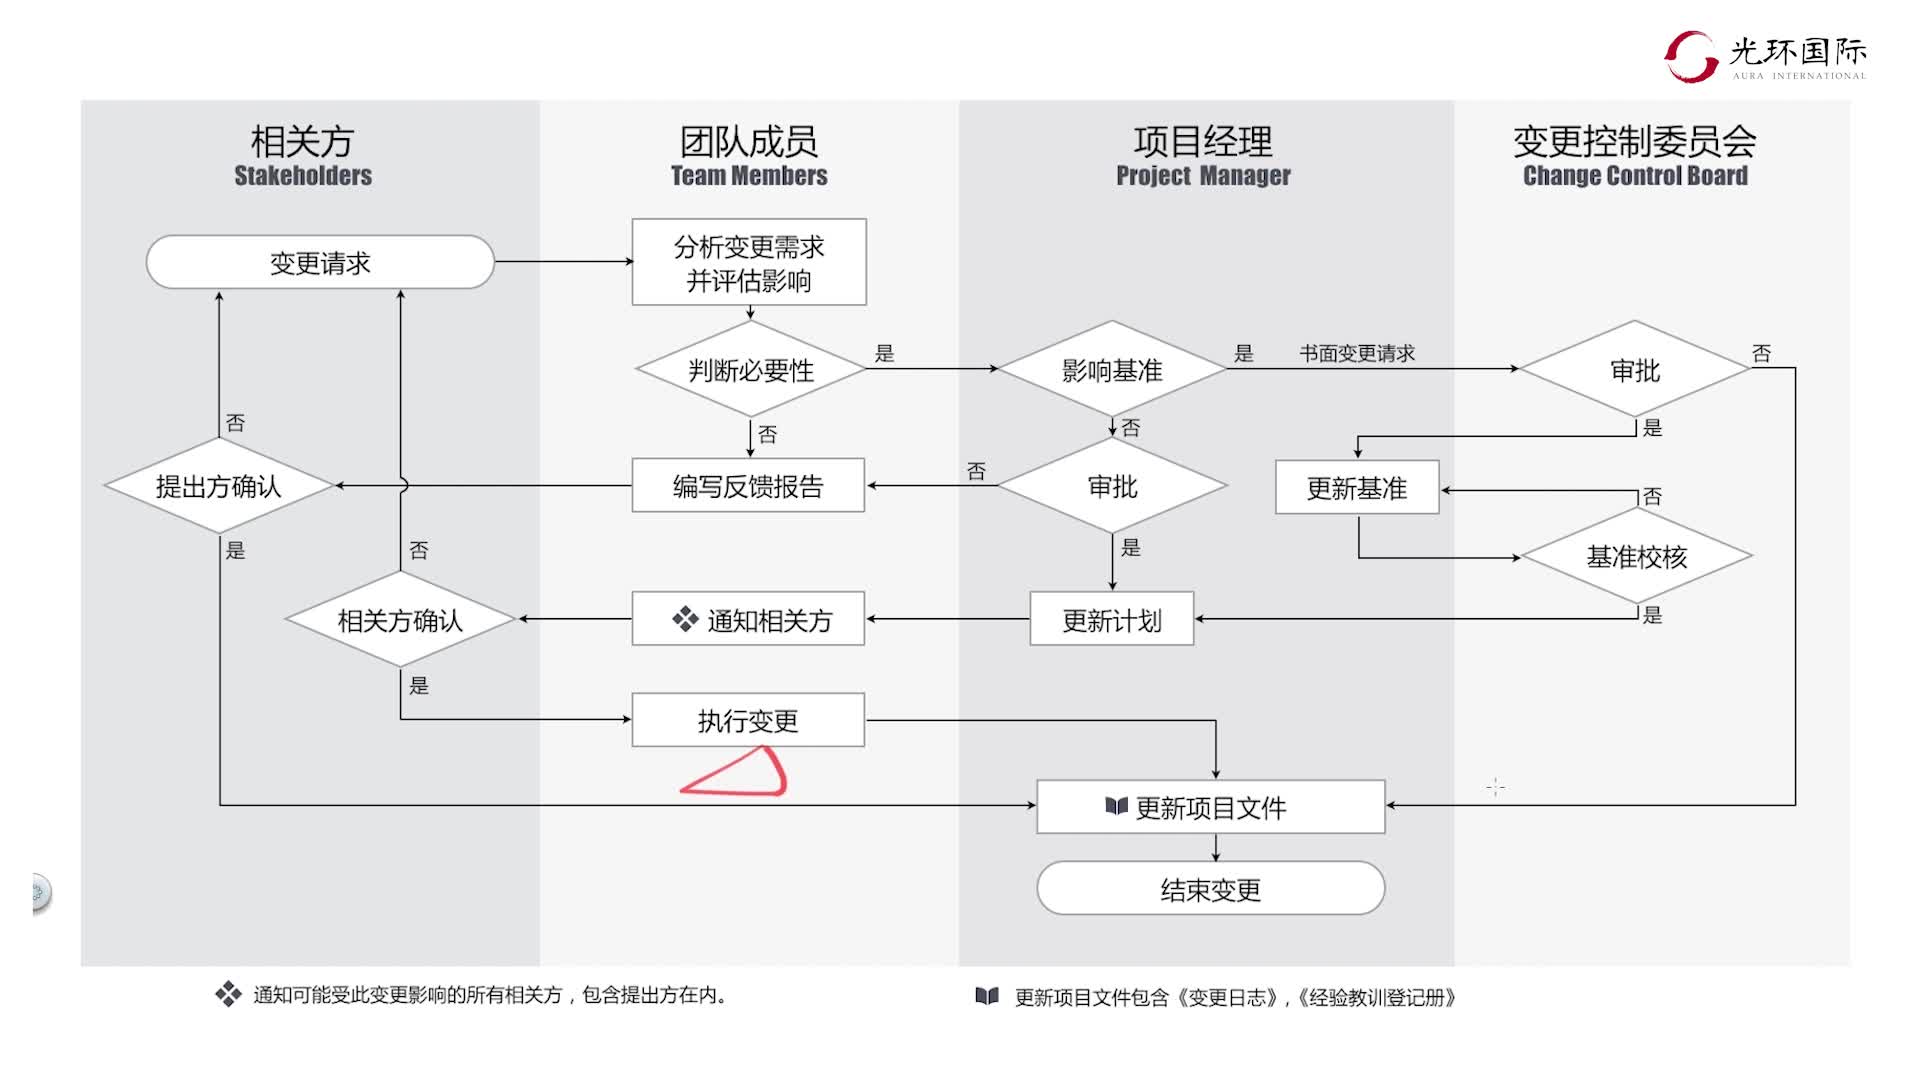 光环国际
AURA INTERNATIONAL
相关方
Stakeholders
团队成员
Team Members
项目经理
Project Manager
变更控制委员会
Change Control Board
变更请求
分析变更需求
并评估影响
判断必要性
是
影响基准
是
书面变更请求
审批
否
否
否
否
是
提出方确认
编写反馈报告
否
审批
更新基准
否
是
否
是
基准校核
相关方确认
通知相关方
更新计划
是
是
执行变更
更新项目文件
结束变更
通知可能受此变更影响的所有相关方，包含提出方在内。
更新项目文件包含《变更日志》,《经验教训登记册》